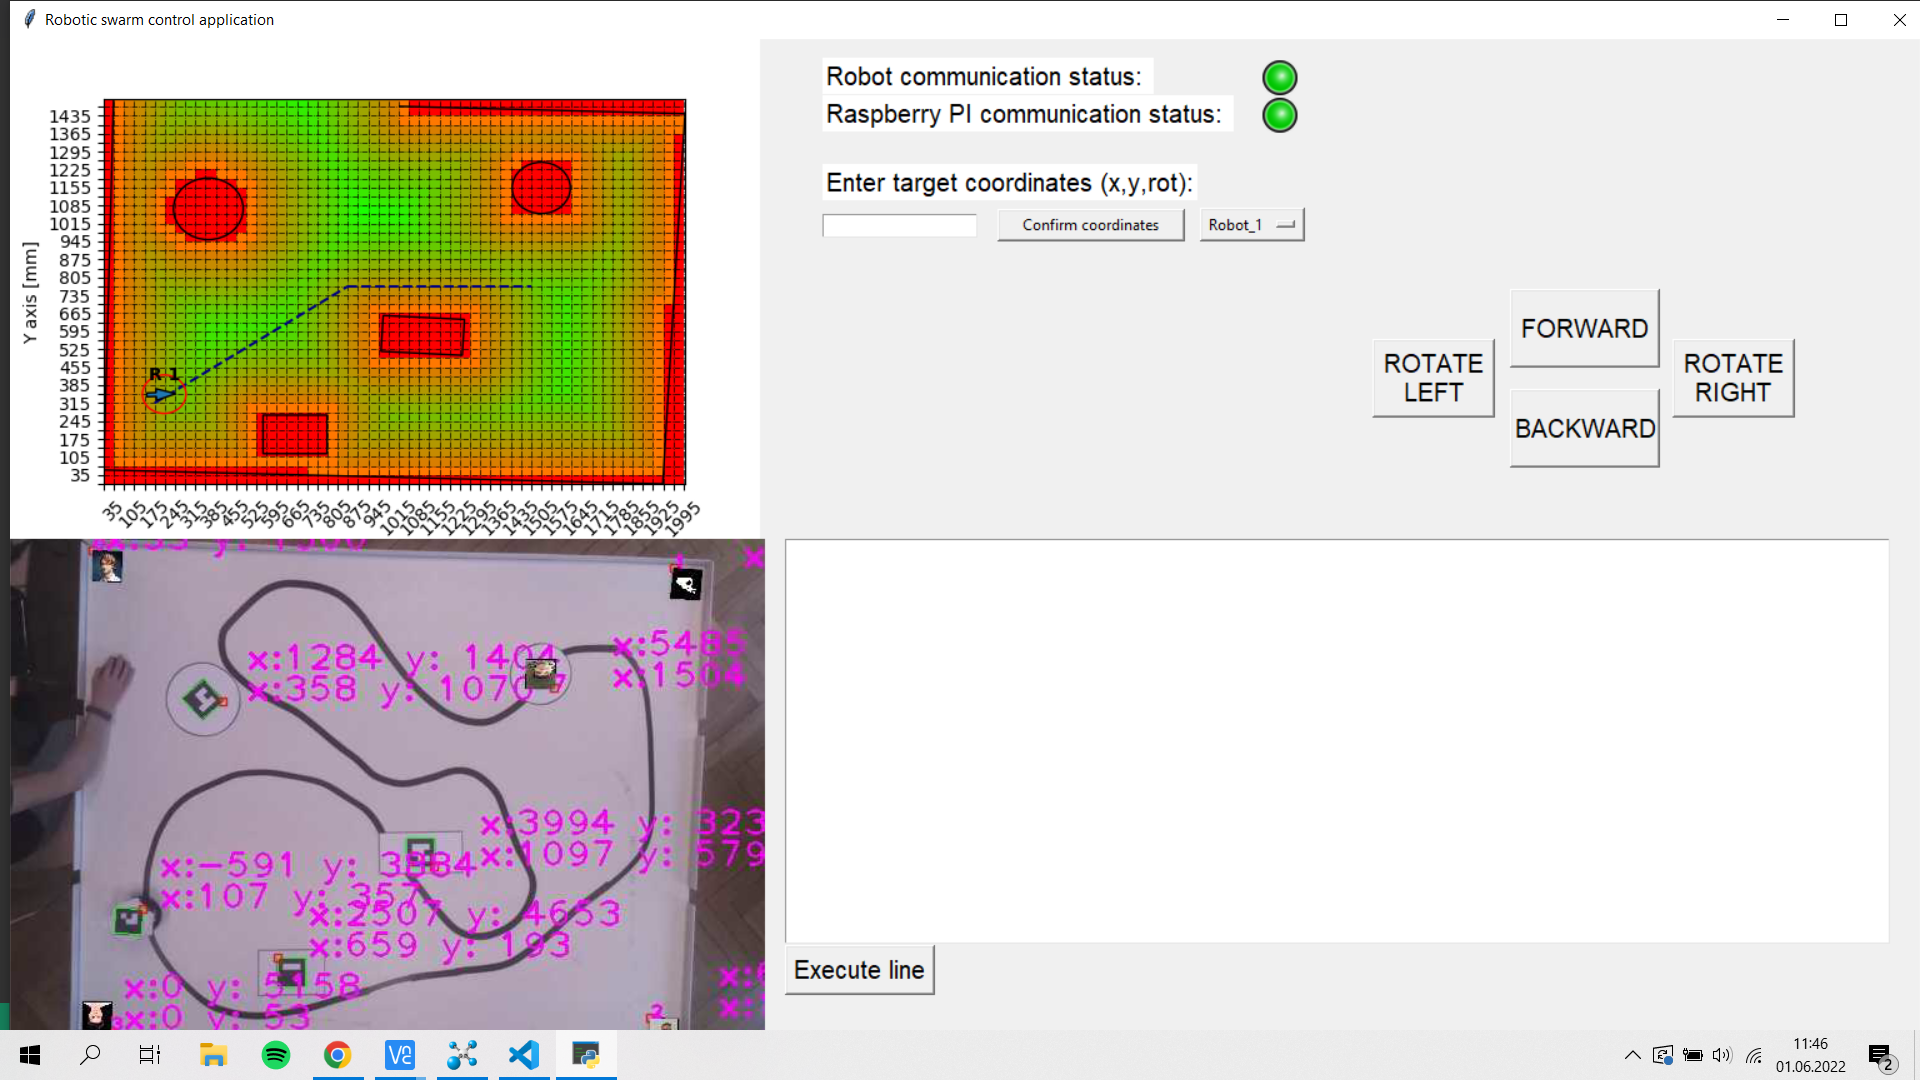 Robotic swarm control application
Robot communication status:
Raspberry PI communication status:
Enter target coordinates (x,y,rot):
Confirm coordinates
Robot_1
FORWARD
ROTATE LEFT
ROTATE RIGHT
BACKWARD
Y axis [mm]
1435
1365
1295
1225
1155
1085
1015
945
875
805
735
665
595
525
455
385
315
245
175
105
35
R 1
35 105 175 245 315 385 455 525 595 665 735 805 875 945 1015 1085 1155 1225 1295 1365 1435 1505 1575 1645 1715 1785 1855 1925 1995
x:1284 y: 1404
x:358 y: 1070
x:5485
x:1504
x:3994 y: 323
x:1097 y: 579
x:-591 y: 3884
x:107 y: 357
x:2507 y: 4653
x:659 y: 193
x:0 y: 5158
x:0 y: 53
Execute line
11:46
01.06.2022
2